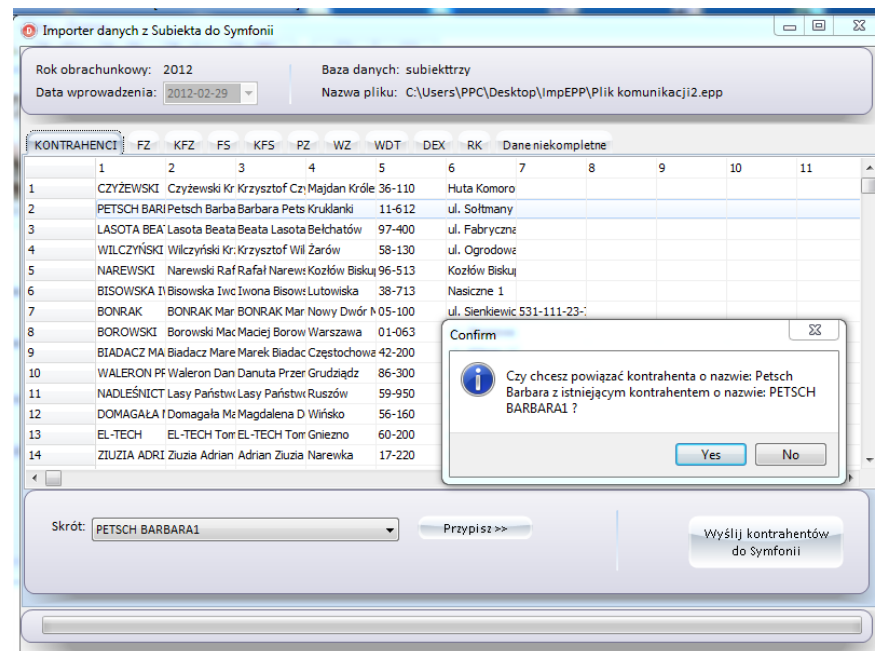 Importer danych z Subiekta do Symfonii
Rok obrachunkowy: 2012 Baza danych: subiekttrzy
Data wprowadzenia: 2012-02-29 Nazwa pliku: C:\Users\PPC\Desktop\ImpEPP\Plik komunikacji2.epp
KONTRAHENCI FZ KFZ FS KFS PZ WZ WDT DEX RK Dane niekompletne
1 2 3 4 5 6 7 8 9 10 11
1 CZYŻEWSKI Czyżewski Kr Krzysztof Czy Majdan Króle 36-110 Huta Komoro
2 PETSCH BARI Petsch Barba Barbara Pets Kruklanki 11-612 ul. Sołtmany
3 LASOTA BEA Lasota Beata Beata Lasota Bełchatów 97-400 ul. Fabryczna
4 WILCZYŃSKI Wilczyński Kr: Krzysztof Wil Żarów 58-130 ul. Ogrodowa
5 NAREWSKI Narewski Raf Rafał Narew: Kozłów Bisku 96-513 Kozłów Bisku
6 BISOWSKA I Bisowska Iwo Iwona Bisow: Lutowiska 38-713 Nasiczne 1
7 BONRAK BONRAK Mar BONRAK Mar Nowy Dwór M 05-100 ul. Sienkiewic 531-111-23-
8 BOROWSKI Borowski Mac Maciej Borow Warszawa 01-063
9 BIADACZ MA Biadacz Mare Marek Biadac Częstochowa 42-200
10 WALERON PF Waleron Dan Danuta Przer Grudziądz 86-300
11 NADLEŚNICT Lasy Państwo Lasy Państwo Ruszów 59-950
12 DOMAGAŁA Domagała Ma Magdalena D Wińsko 56-160
13 EL-TECH EL-TECH Tom EL-TECH Tom Gniezno 60-200
14 ZIUZIA ADRI Ziuzia Adrian Adrian Ziuzia Narewka 17-220
Confirm
Czy chcesz powiązać kontrahenta o nazwie: Petsch
Barbara z istniejącym kontrahentem o nazwie: PETSCH
BARBARA1 ?
Yes No
Skrót: PETSCH BARBARA1 Przypisz >>
Wyślij kontrahentów
do Symfonii